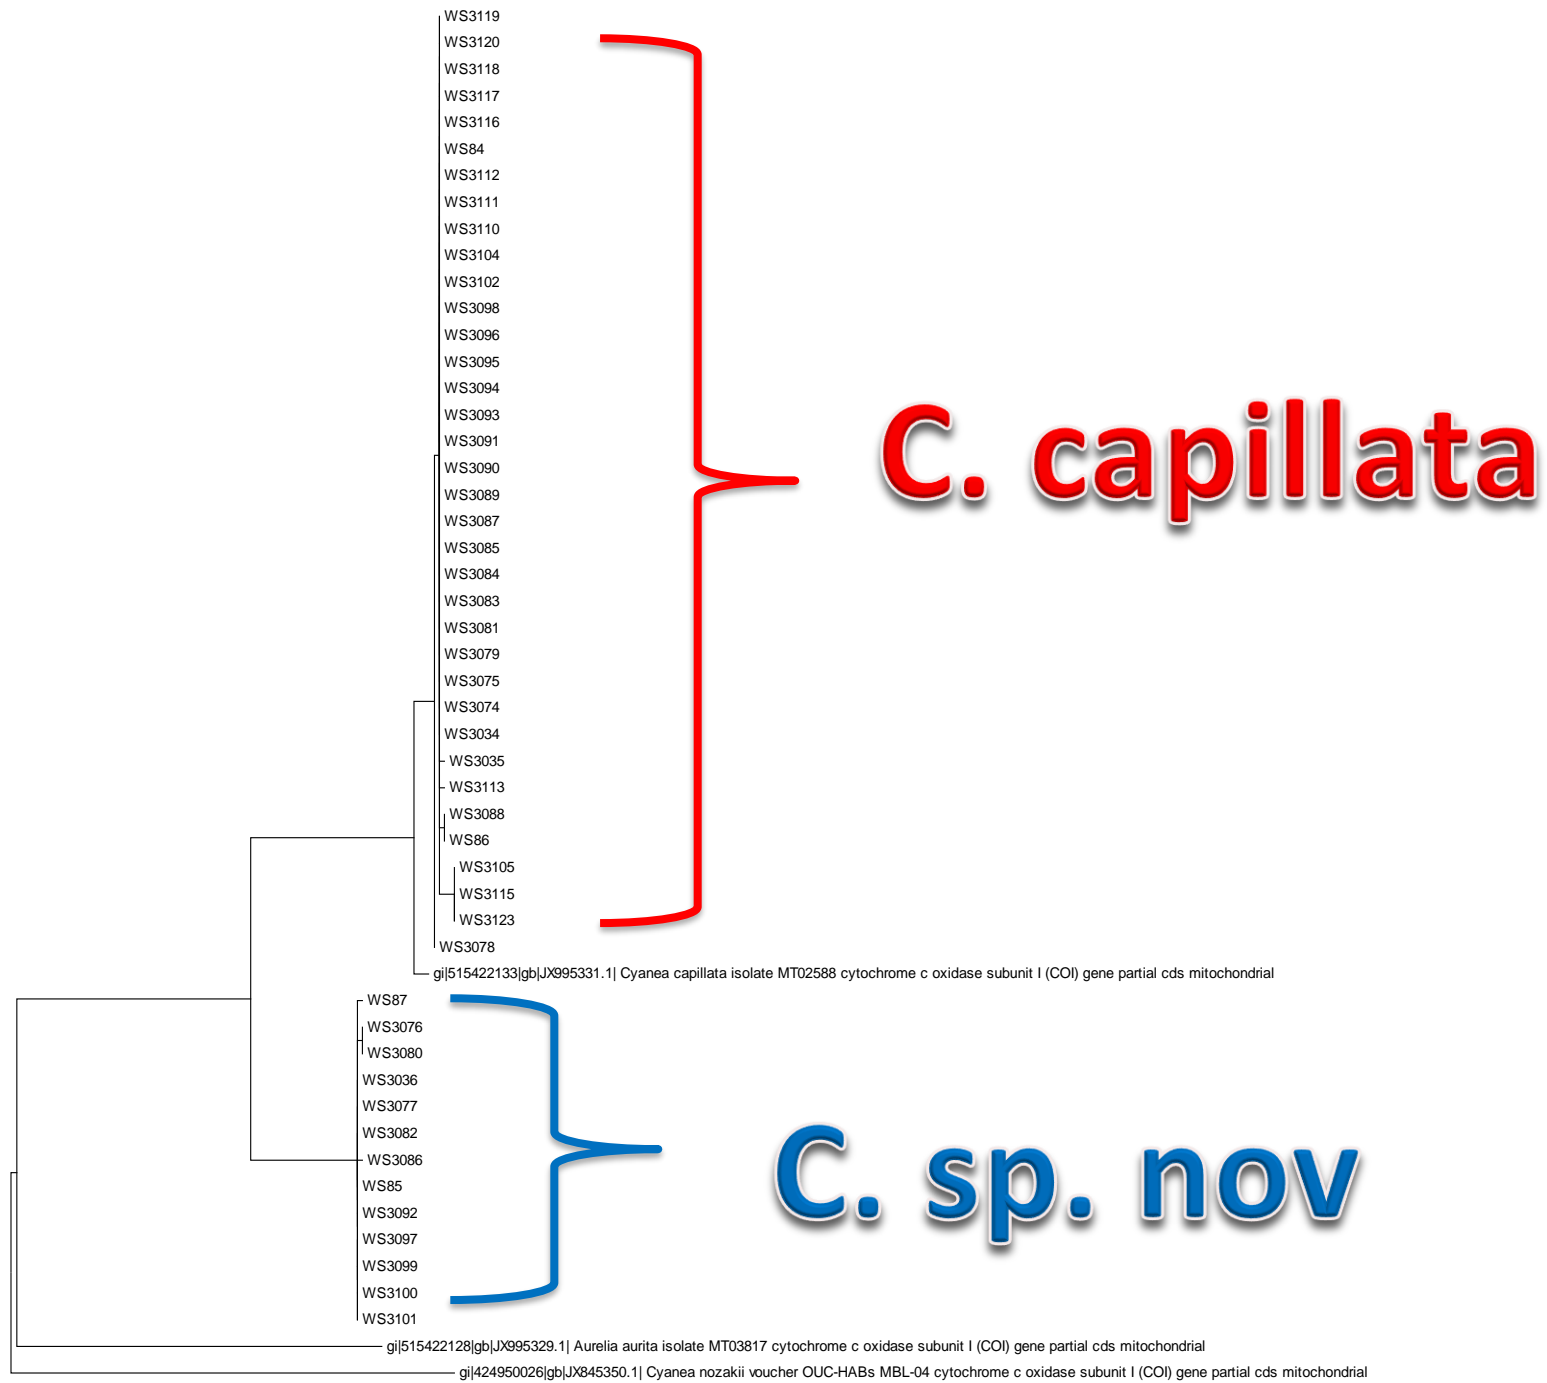 WS3119
WS3120
WS3118
WS3117
WS3116
WS84
WS3112
WS3111
WS3110
WS3104
WS3102
WS3098
WS3096
WS3095
WS3094
WS3093
WS3091
WS3090
WS3089
WS3087
WS3085
WS3084
WS3083
WS3081
WS3079
WS3075
WS3074
WS3034
WS3035
WS3113
WS3088
WS86
WS3105
WS3115
WS3123
WS3078
C. capillata
gi|515422133|gb|JX995331.1| Cyanea capillata isolate MT02588 cytochrome c oxidase subunit I (COI) gene partial cds mitochondrial
WS87
WS3076
WS3080
WS3036
WS3077
WS3082
WS3086
WS85
WS3092
WS3097
WS3099
WS3100
WS3101
C. sp. nov
gi|515422128|gb|JX995329.1| Aurelia aurita isolate MT03817 cytochrome c oxidase subunit I (COI) gene partial cds mitochondrial
gi|424950026|gb|JX845350.1| Cyanea nozakii voucher OUC-HABs MBL-04 cytochrome c oxidase subunit I (COI) gene partial cds mitochondrial